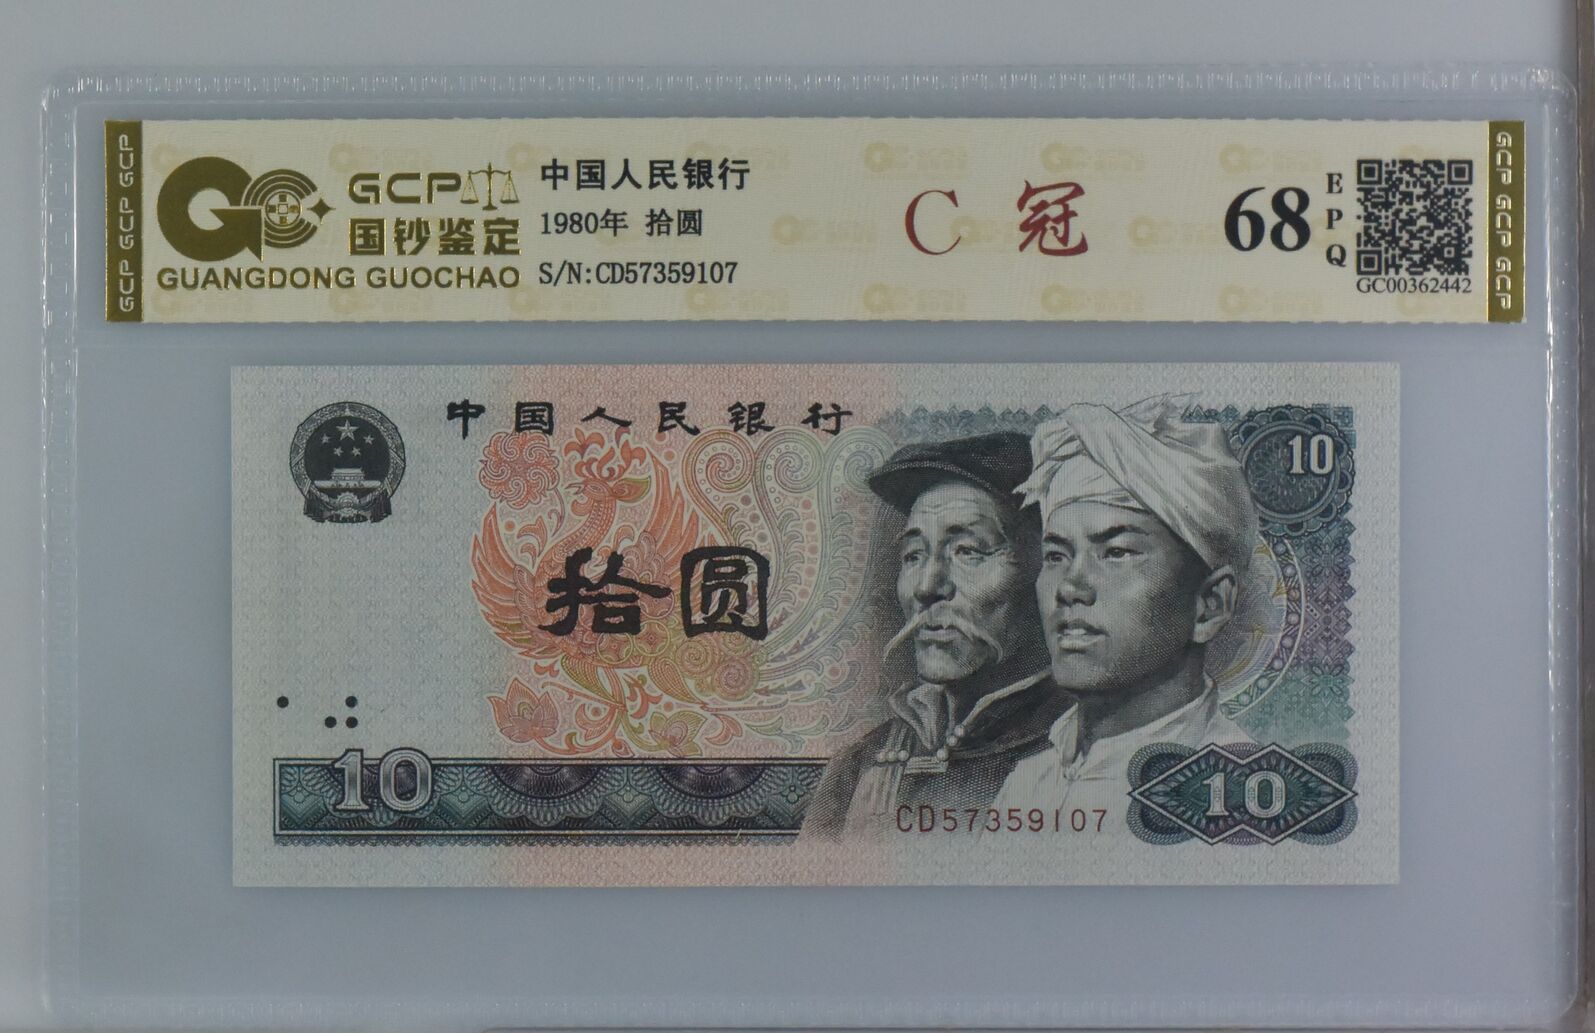 GCP GCP GCP
GCP
国钞鉴定
GUANGDONG GUOCHAO
中国人民银行
1980年 拾圆
S/N:CD57359107
C 冠
68
EPQ
GC00362442
GCP GCP GCP
中国人民银行
10
拾圆
10
CD57359107
10